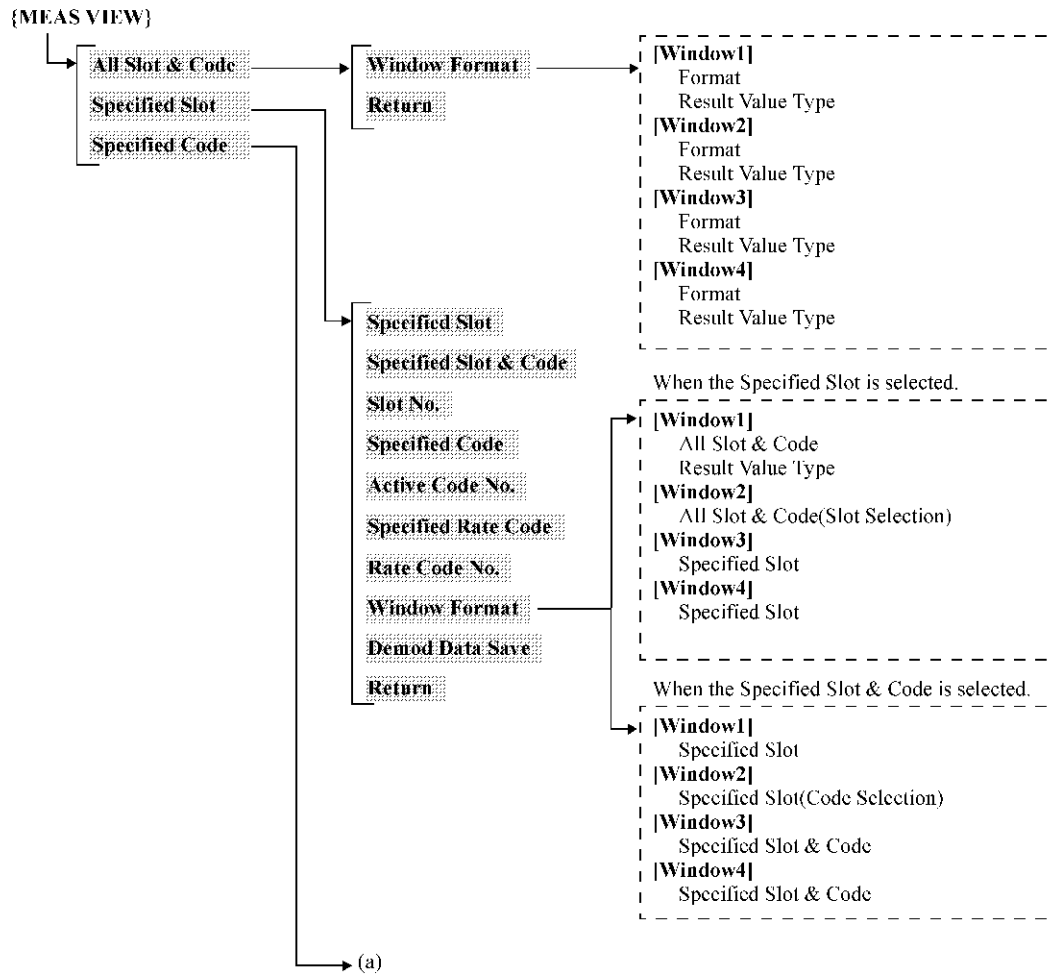 {MEAS VIEW}
All Slot & Code
Specified Slot
Specified Code
Window Format
Return
[Window1]
Format
Result Value Type
[Window2]
Format
Result Value Type
[Window3]
Format
Result Value Type
[Window4]
Format
Result Value Type
Specified Slot
Specified Slot & Code
Slot No.
Specified Code
Active Code No.
Specified Rate Code
Rate Code No.
Window Format
Demod Data Save
Return
When the Specified Slot is selected.
[Window1]
All Slot & Code
Result Value Type
[Window2]
All Slot & Code(Slot Selection)
[Window3]
Specified Slot
[Window4]
Specified Slot
When the Specified Slot & Code is selected.
[Window1]
Specified Slot
[Window2]
Specified Slot(Code Selection)
[Window3]
Specified Slot & Code
[Window4]
Specified Slot & Code
(a)